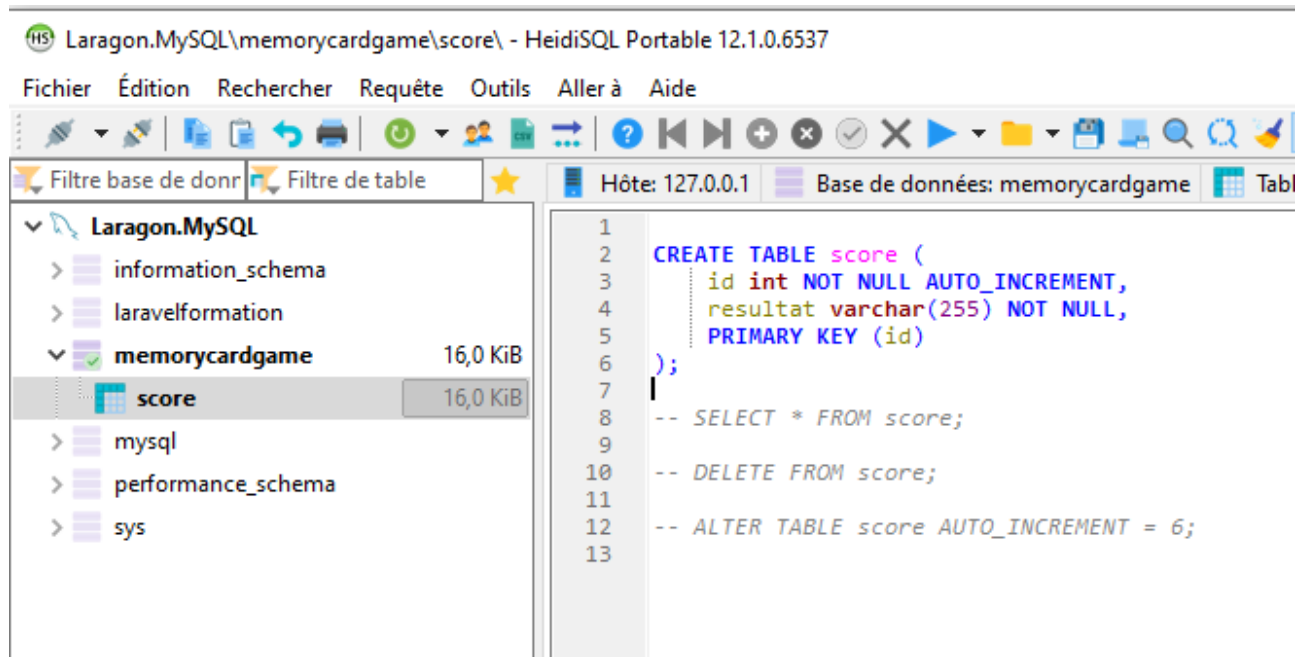 HS Laragon.MySQL\memorycardgame\score\ - HeidiSQL Portable 12.1.0.6537
Fichier Édition Rechercher Requête Outils Aller à Aide
Filtre base de donr Filtre de table
Hôte: 127.0.0.1 Base de données: memorycardgame Tabl
Laragon.MySQL
information_schema
laravelformation
memorycardgame 16,0 KiB
score 16,0 KiB
mysql
performance_schema
sys
1
2 CREATE TABLE score (
3 id int NOT NULL AUTO_INCREMENT,
4 resultat varchar(255) NOT NULL,
5 PRIMARY KEY (id)
6 );
7
8 -- SELECT * FROM score;
9
10 -- DELETE FROM score;
11
12 -- ALTER TABLE score AUTO_INCREMENT = 6;
13